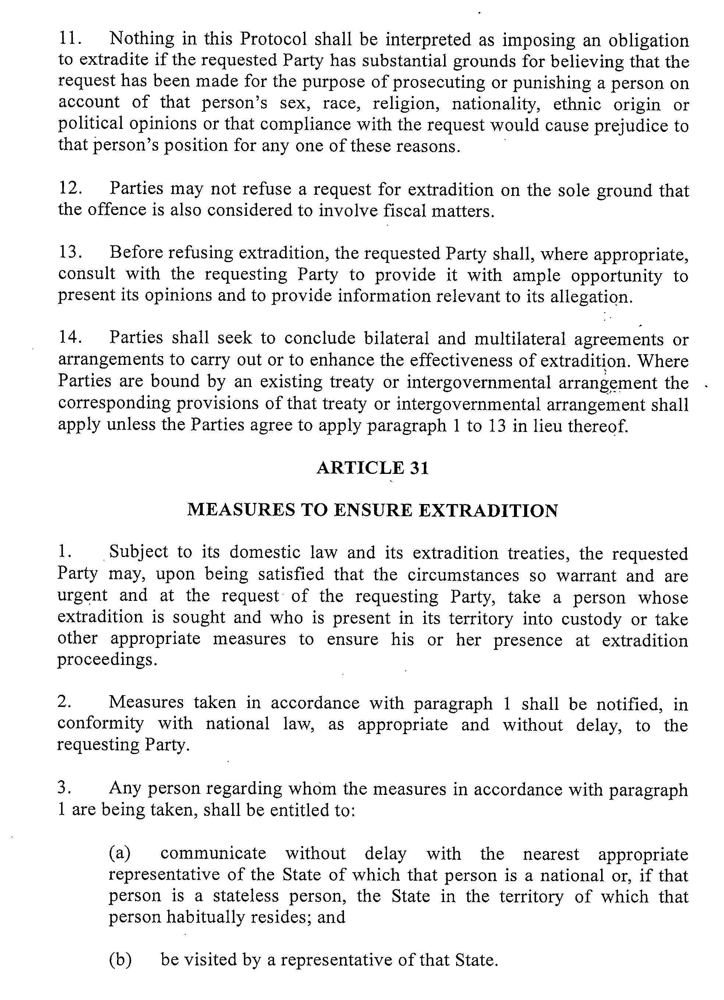 11. Nothing in this Protocol shall be interpreted as imposing an obligation
to extradite if the requested Party has substantial grounds for believing that the
request has been made for the purpose of prosecuting or punishing a person on
account of that person's sex, race, religion, nationality, ethnic origin or
political opinions or that compliance with the request would cause prejudice to
that person's position for any one of these reasons.
12. Parties may not refuse a request for extradition on the sole ground that
the offence is also considered to involve fiscal matters.
13. Before refusing extradition, the requested Party shall, where appropriate,
consult with the requesting Party to provide it with ample opportunity to
present its opinions and to provide information relevant to its allegation.
14. Parties shall seek to conclude bilateral and multilateral agreements or
arrangements to carry out or to enhance the effectiveness of extradition. Where
Parties are bound by an existing treaty or intergovernmental arrangement the
corresponding provisions of that treaty or intergovernmental arrangement shall
apply unless the Parties agree to apply paragraph 1 to 13 in lieu thereof.
ARTICLE 31
MEASURES TO ENSURE EXTRADITION
1. Subject to its domestic law and its extradition treaties, the requested
Party may, upon being satisfied that the circumstances so warrant and are
urgent and at the request of the requesting Party, take a person whose
extradition is sought and who is present in its territory into custody or take
other appropriate measures to ensure his or her presence at extradition
proceedings.
2. Measures taken in accordance with paragraph 1 shall be notified, in
conformity with national law, as appropriate and without delay, to the
requesting Party.
3. Any person regarding whom the measures in accordance with paragraph
1 are being taken, shall be entitled to:
(a) communicate without delay with the nearest appropriate
representative of the State of which that person is a national or, if that
person is a stateless person, the State in the territory of which that
person habitually resides; and
(b) be visited by a representative of that State.